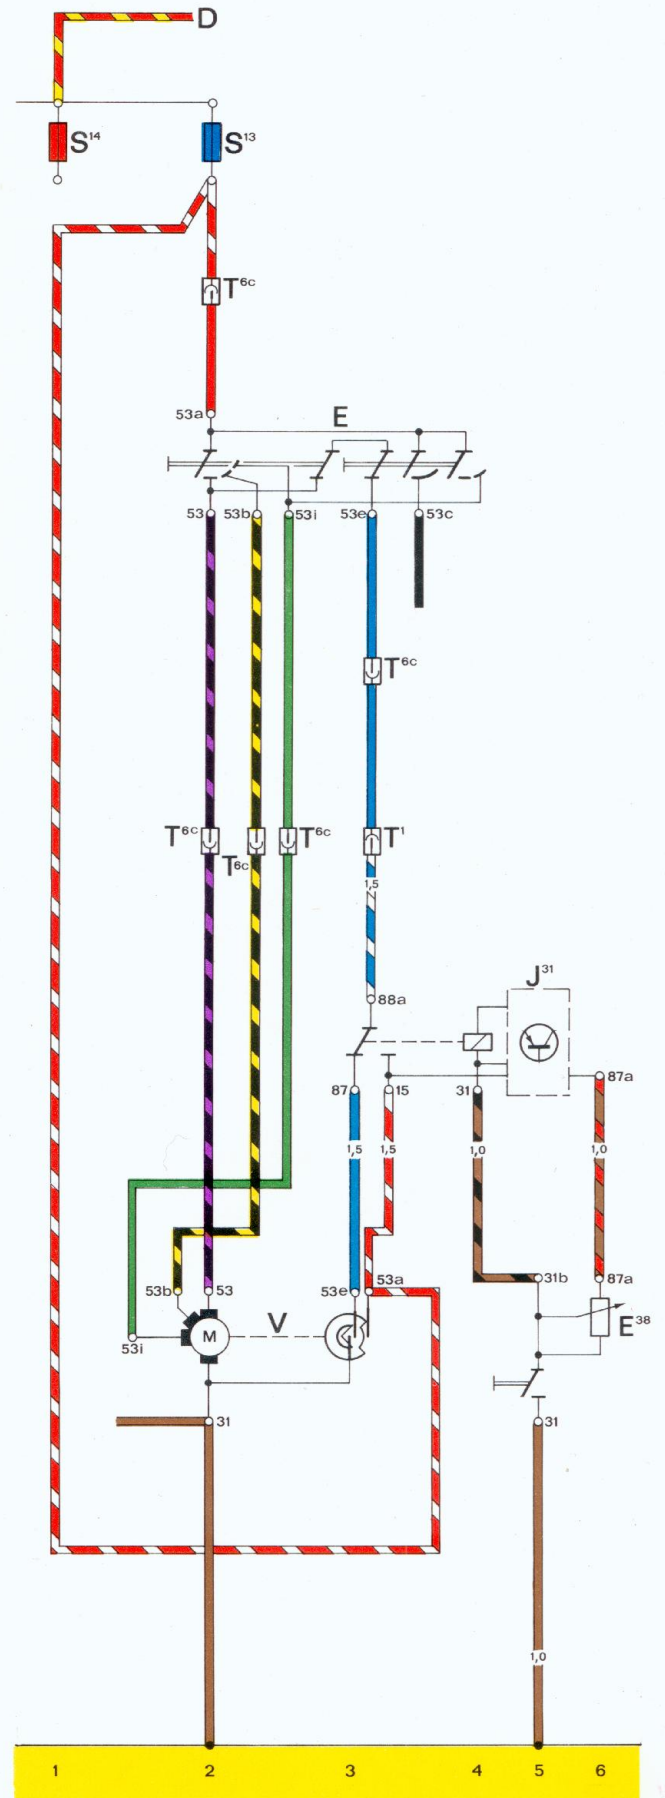 D
S14 S13
T6c
53a E
53 53b 53i 53e 53c
T6c
T6c T6c T6c T1
1,5
88a
J31
87 15 31 87a
1,5 1,5 1,0 1,0
53b 53 53e 53a 31b 87a
M V E38
53i
31 31
1,0
1 2 3 4 5 6